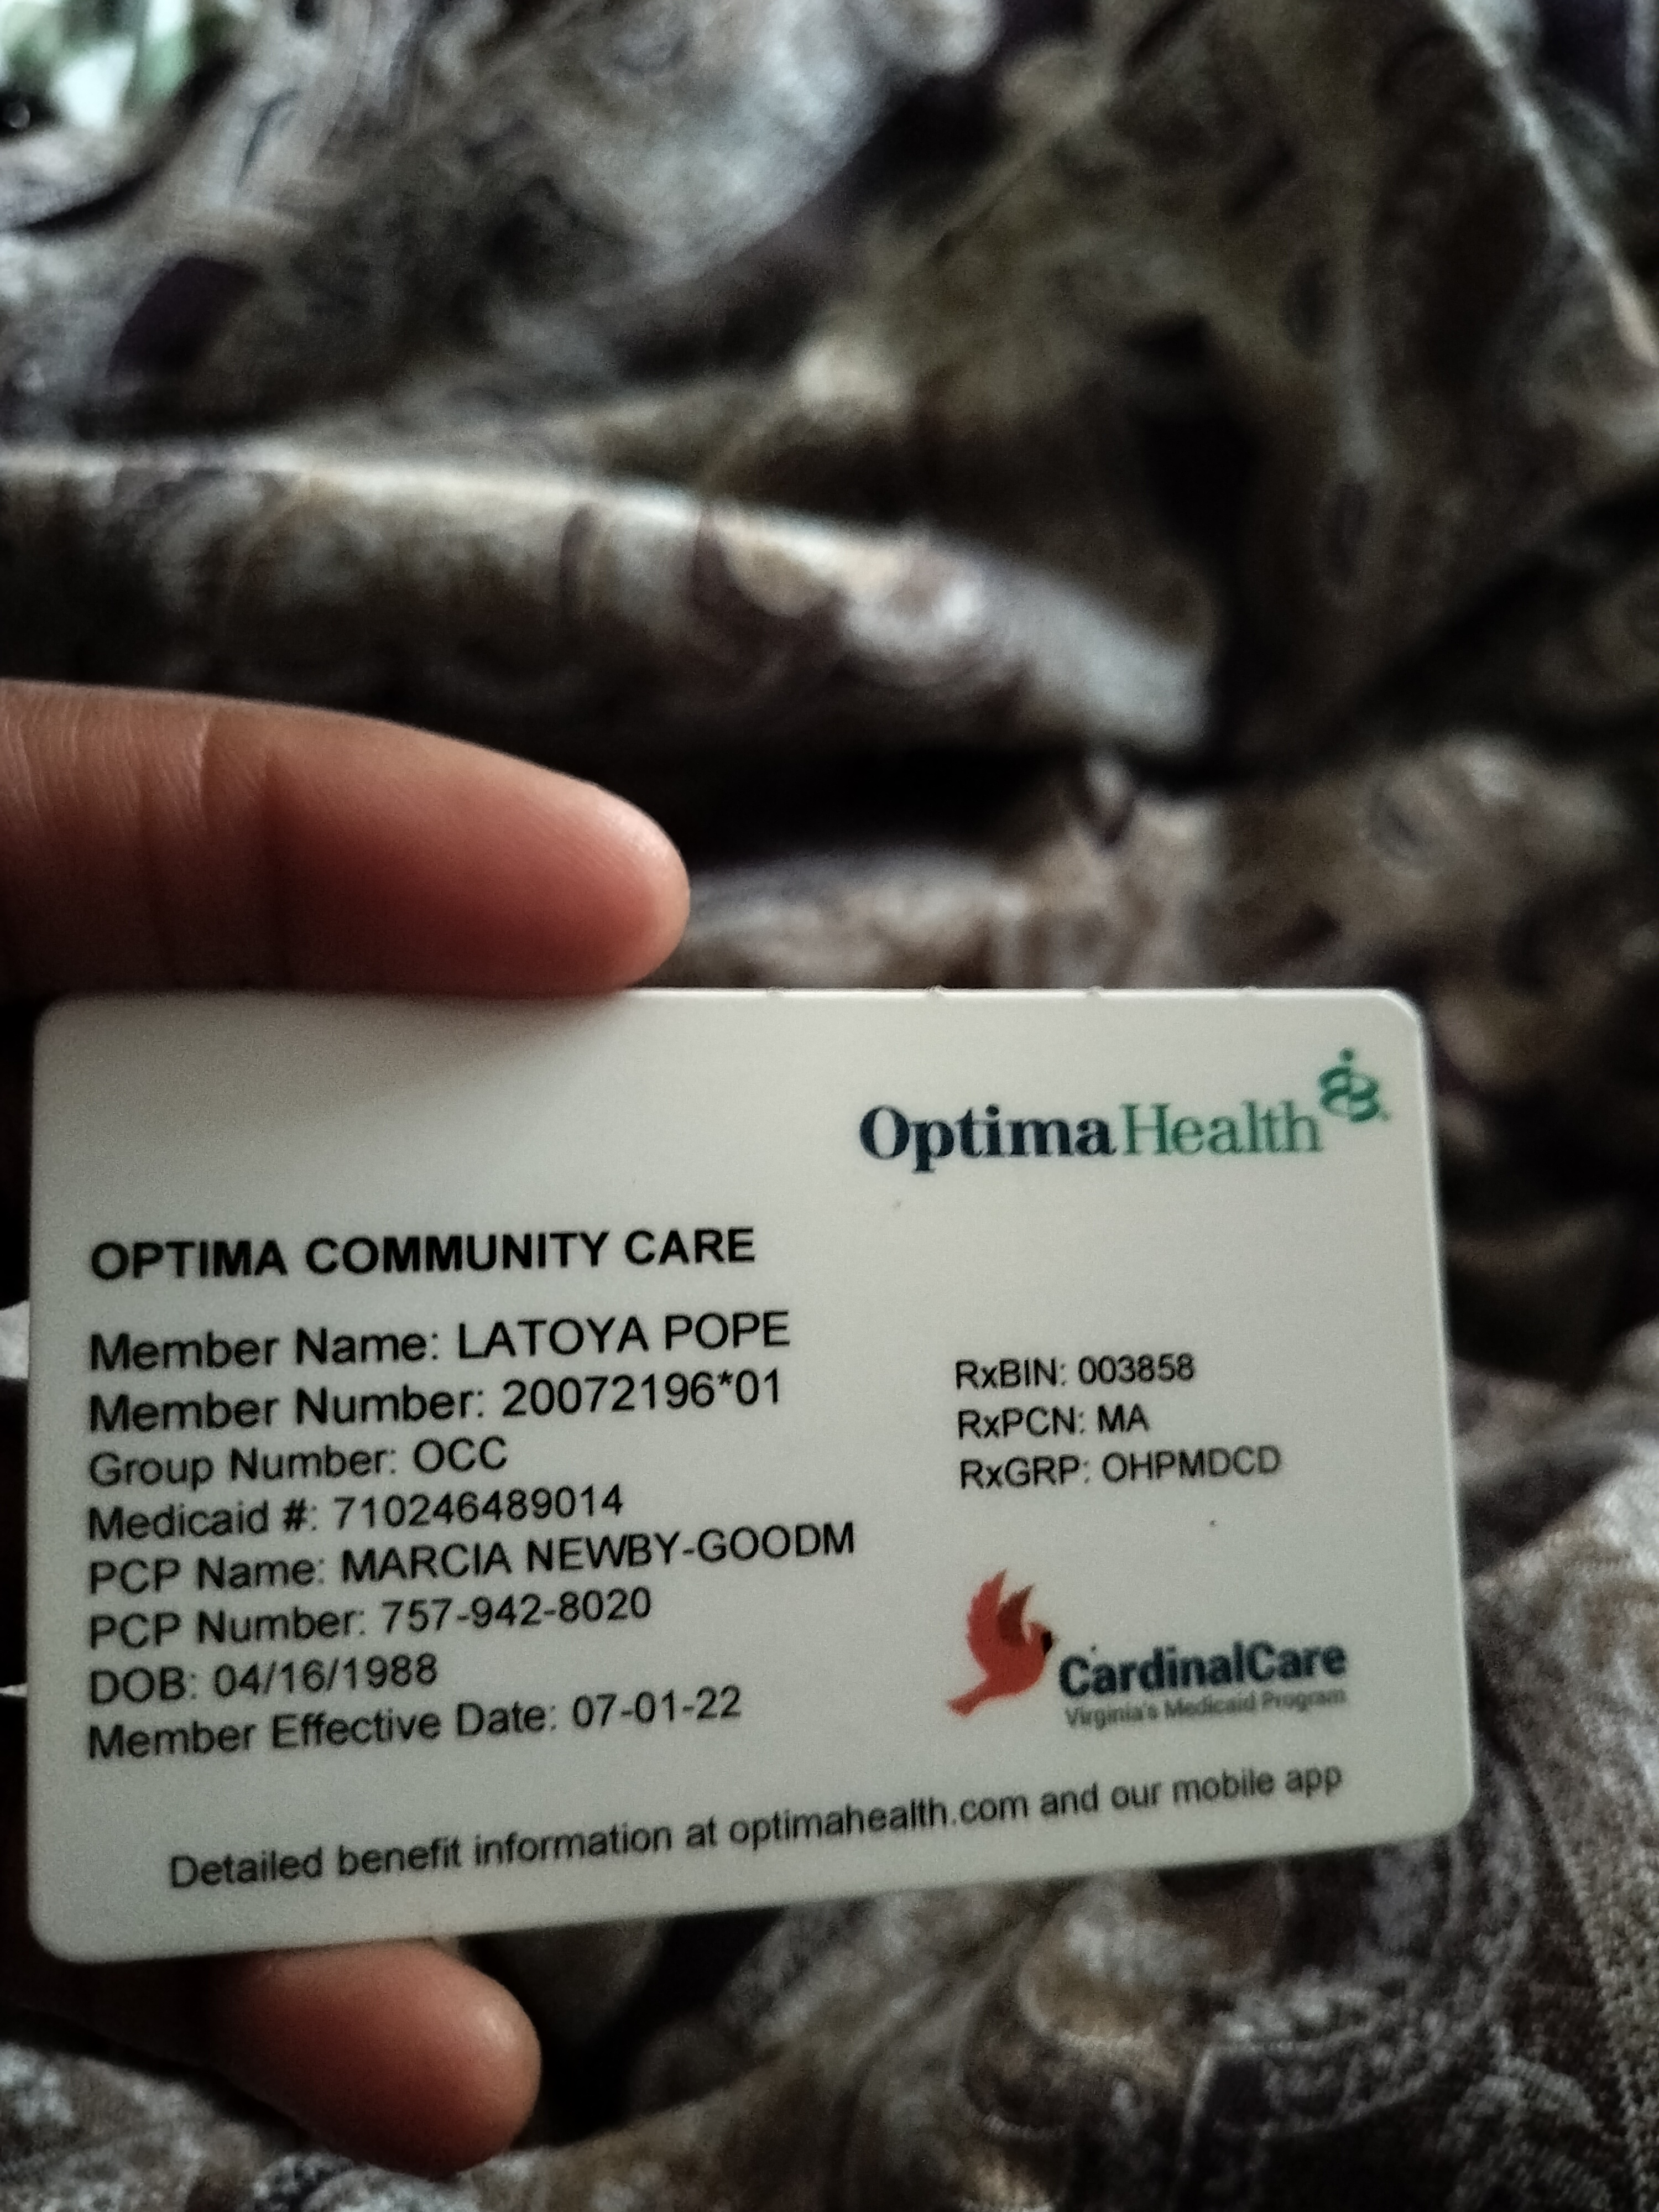 OptimaHealth
OPTIMA COMMUNITY CARE
Member Name: LATOYA POPE
Member Number: 20072196*01
Group Number: OCC
Medicaid #: 710246489014
PCP Name: MARCIA NEWBY-GOODM
PCP Number: 757-942-8020
DOB: 04/16/1988
Member Effective Date: 07-01-22
RxBIN: 003858
RxPCN: MA
RxGRP: OHPMDCD
CardinalCare
Virginia's Medicaid Program
Detailed benefit information at optimahealth.com and our mobile app